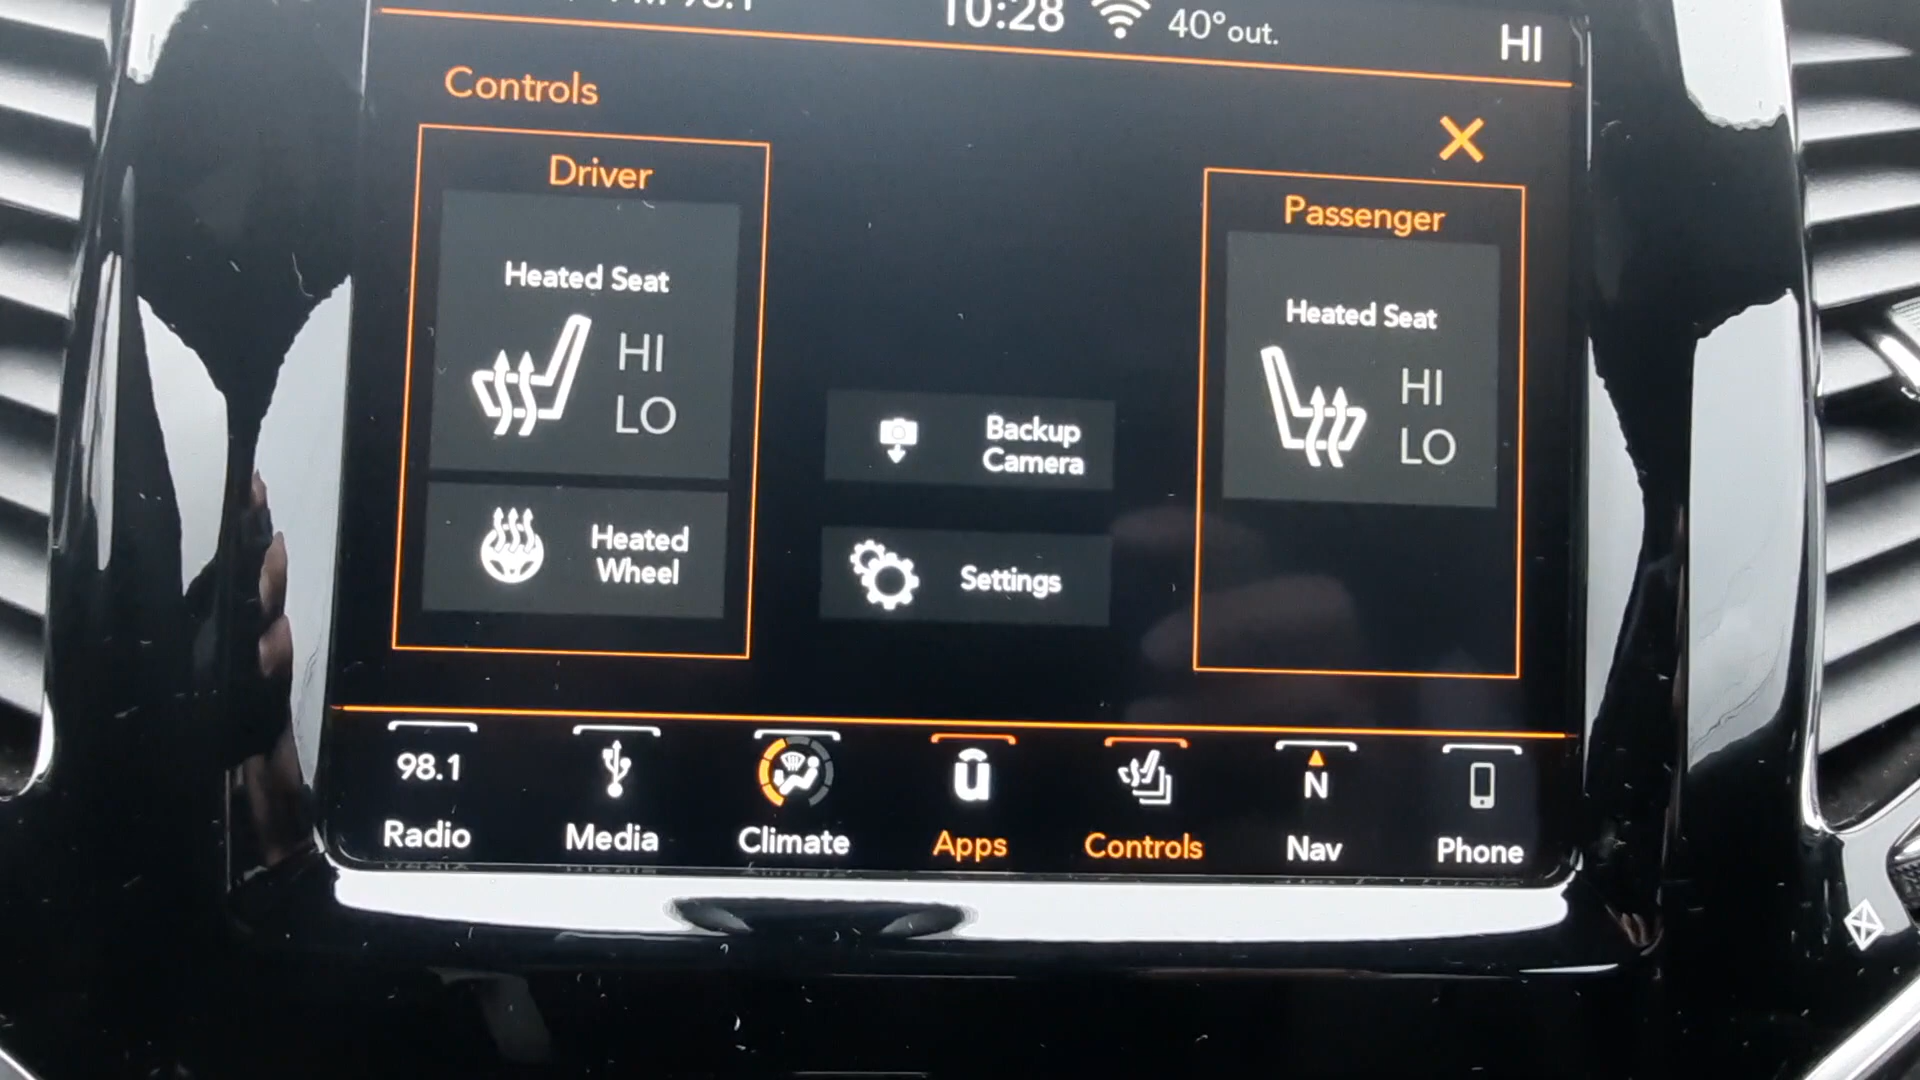 10:28 40°out. HI
Controls
Driver
Heated Seat
HI
LO
Heated
Wheel
Backup
Camera
Settings
Passenger
Heated Seat
HI
LO
98.1 N
Radio Media Climate Apps Controls Nav Phone